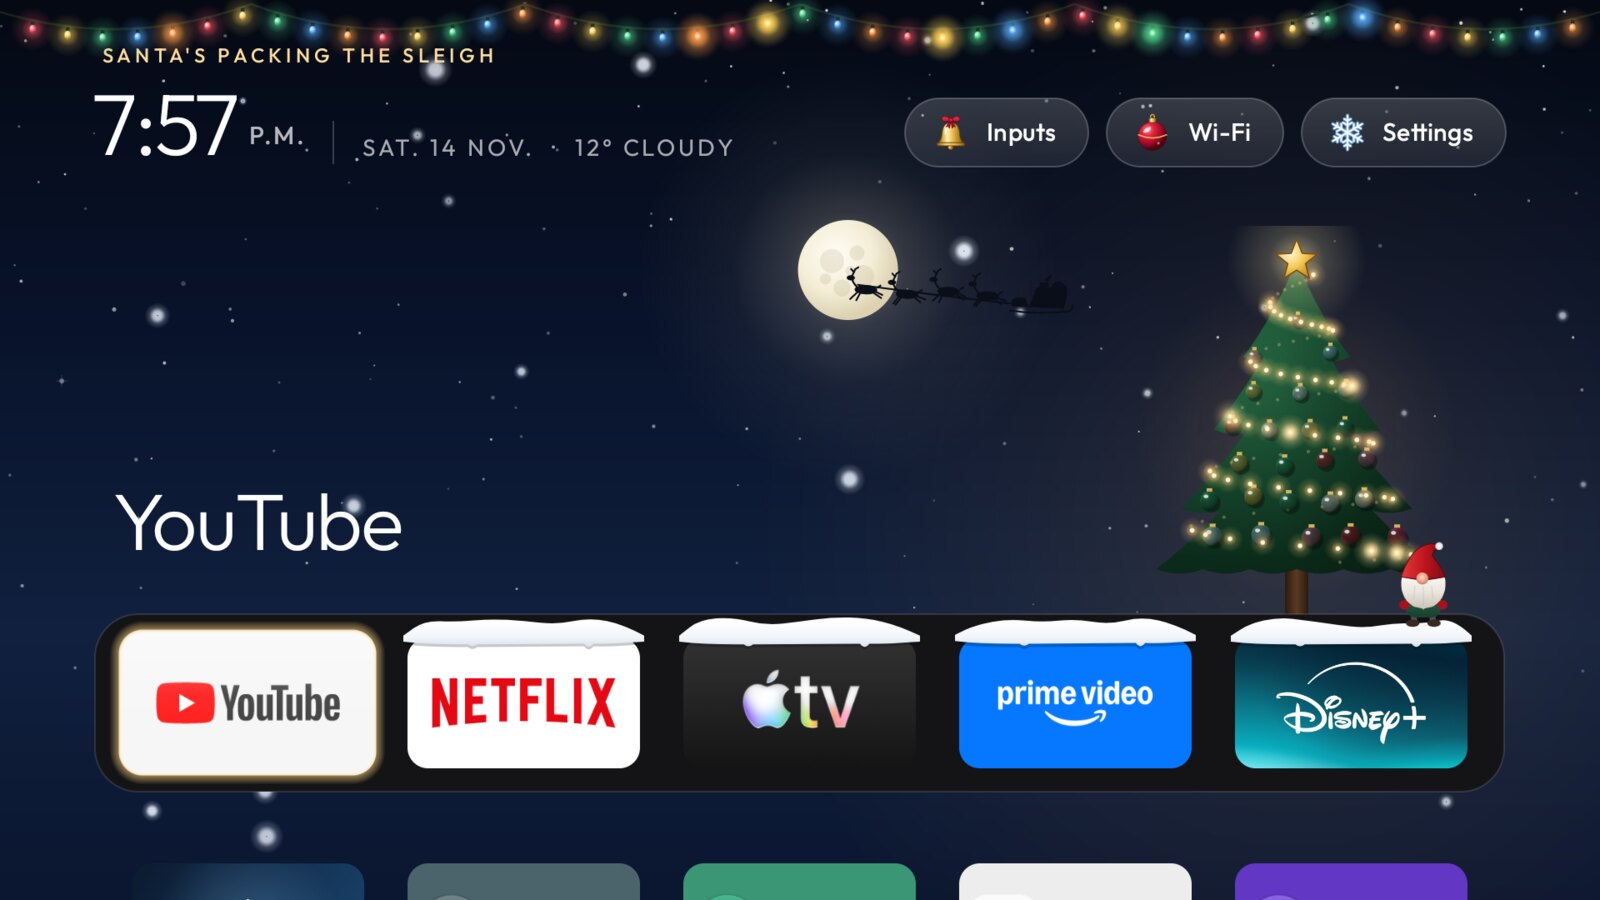 SANTA'S PACKING THE SLEIGH
7:57 P.M.
SAT. 14 NOV. · 12° CLOUDY
Inputs
Wi-Fi
Settings
YouTube
YouTube
NETFLIX
tv
prime video
Disney+